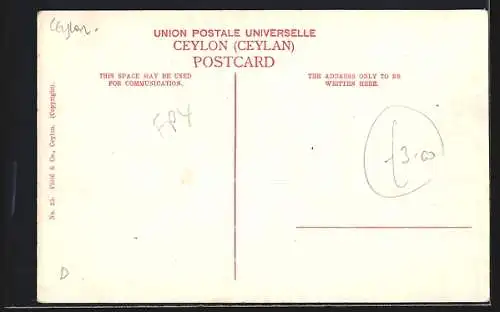 Ceylon.
UNION POSTALE UNIVERSELLE
CEYLON (CEYLAN)
POSTCARD
THIS SPACE MAY BE USED
FOR COMMUNICATION.
THE ADDRESS ONLY TO BE
WRITTEN HERE.
No. 25. Plâté & Co., Ceylon. (Copyright).
FP4
£3-00
D